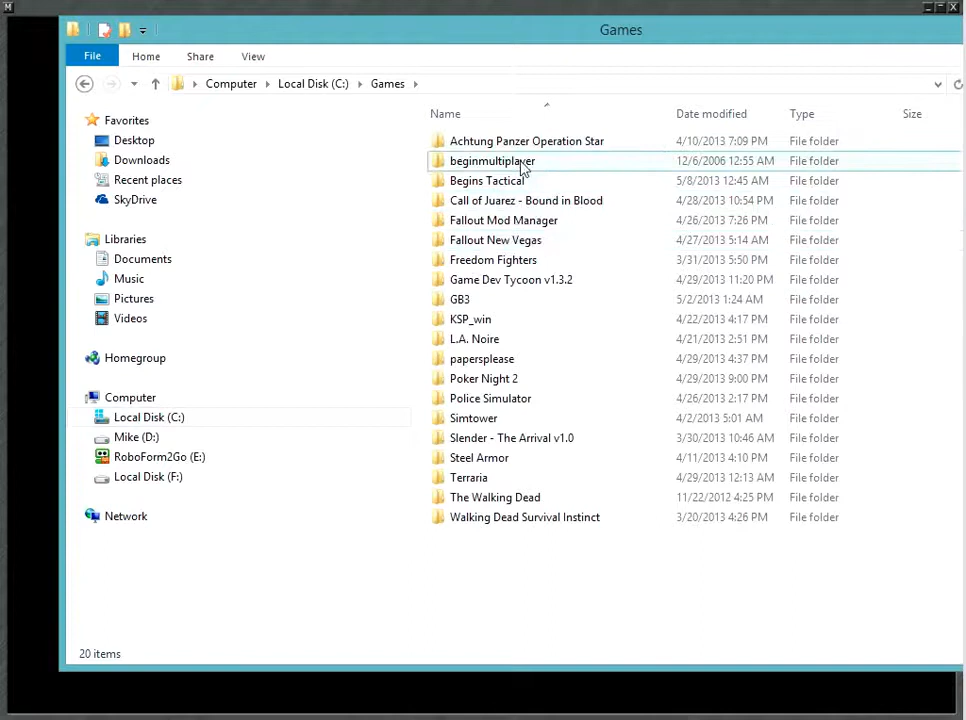 M
Games
File Home Share View
Computer Local Disk (C:) Games
Name Date modified Type Size
Favorites
Desktop
Downloads
Recent places
SkyDrive
Libraries
Documents
Music
Pictures
Videos
Homegroup
Computer
Local Disk (C:)
Mike (D:)
RoboForm2Go (E:)
Local Disk (F:)
Network
Achtung Panzer Operation Star 4/10/2013 7:09 PM File folder
beginmultiplayer 12/6/2006 12:55 AM File folder
Begins Tactical 5/8/2013 12:45 AM File folder
Call of Juarez - Bound in Blood 4/28/2013 10:54 PM File folder
Fallout Mod Manager 4/26/2013 7:26 PM File folder
Fallout New Vegas 4/27/2013 5:14 AM File folder
Freedom Fighters 3/31/2013 5:50 PM File folder
Game Dev Tycoon v1.3.2 4/29/2013 11:20 PM File folder
GB3 5/2/2013 1:24 AM File folder
KSP_win 4/22/2013 4:17 PM File folder
L.A. Noire 4/21/2013 2:51 PM File folder
papersplease 4/29/2013 4:37 PM File folder
Poker Night 2 4/29/2013 9:00 PM File folder
Police Simulator 4/26/2013 2:17 PM File folder
Simtower 4/2/2013 5:01 AM File folder
Slender - The Arrival v1.0 3/30/2013 10:46 AM File folder
Steel Armor 4/11/2013 4:10 PM File folder
Terraria 4/29/2013 12:13 AM File folder
The Walking Dead 11/22/2012 4:25 PM File folder
Walking Dead Survival Instinct 3/20/2013 4:26 PM File folder
20 items